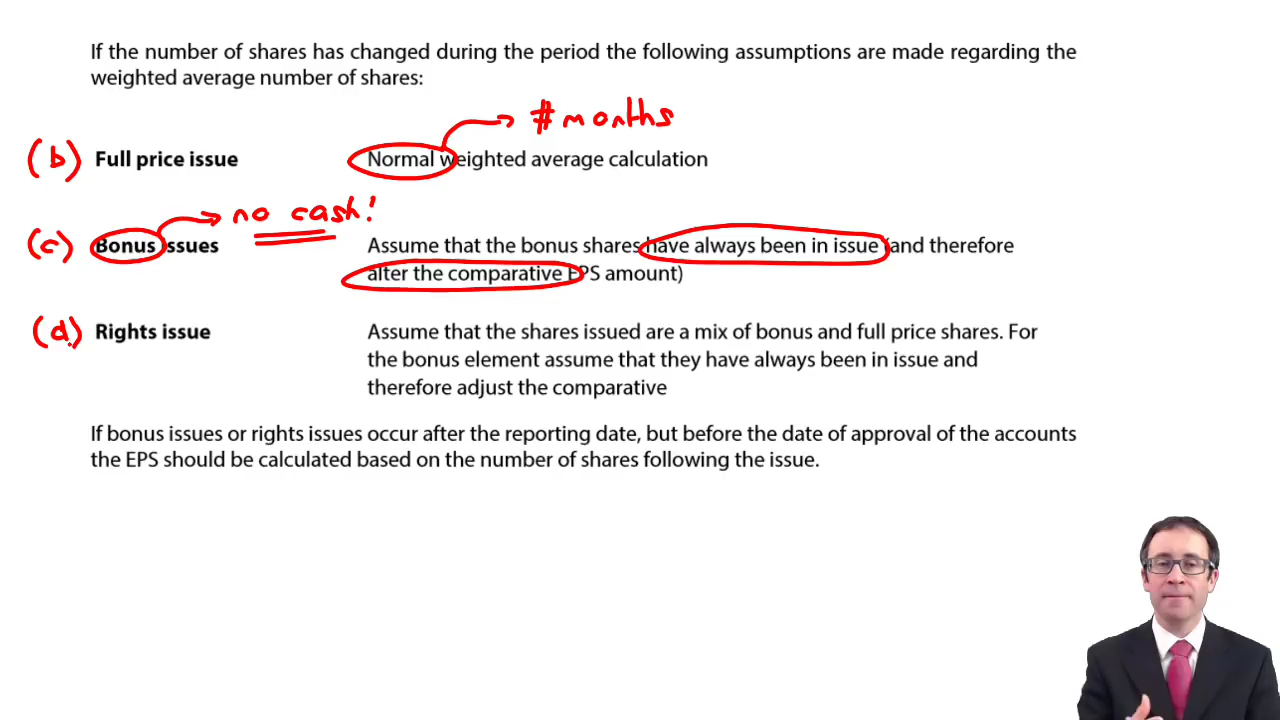 If the number of shares has changed during the period the following assumptions are made regarding the
weighted average number of shares:
# months
(b) Full price issue Normal weighted average calculation
no cash!
(c) Bonus issues Assume that the bonus shares have always been in issue (and therefore
alter the comparative EPS amount)
(d) Rights issue Assume that the shares issued are a mix of bonus and full price shares. For
the bonus element assume that they have always been in issue and
therefore adjust the comparative
If bonus issues or rights issues occur after the reporting date, but before the date of approval of the accounts
the EPS should be calculated based on the number of shares following the issue.